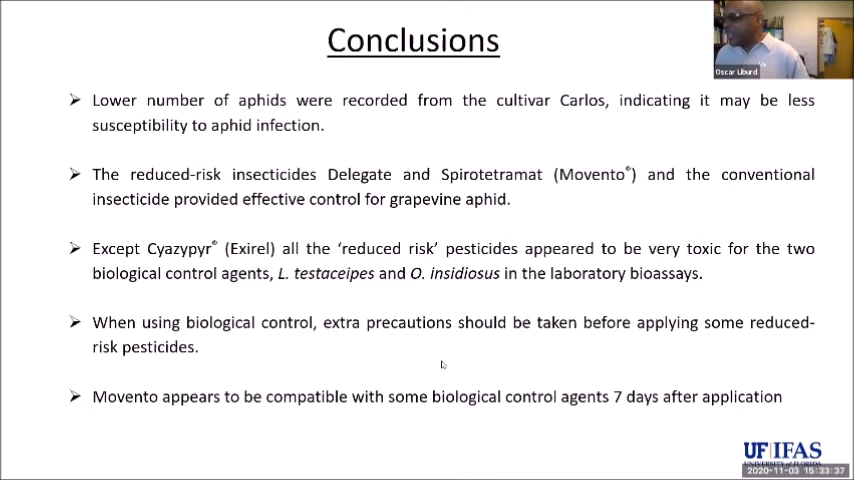 Conclusions
Oscar Liburd
➢ Lower number of aphids were recorded from the cultivar Carlos, indicating it may be less
susceptibility to aphid infection.
➢ The reduced-risk insecticides Delegate and Spirotetramat (Movento®) and the conventional
insecticide provided effective control for grapevine aphid.
➢ Except Cyazypyr® (Exirel) all the ‘reduced risk’ pesticides appeared to be very toxic for the two
biological control agents, L. testaceipes and O. insidiosus in the laboratory bioassays.
➢ When using biological control, extra precautions should be taken before applying some reduced-
risk pesticides.
➢ Movento appears to be compatible with some biological control agents 7 days after application
UF|IFAS
UNIVERSITY of FLORIDA
2020-11-03 15:33:37